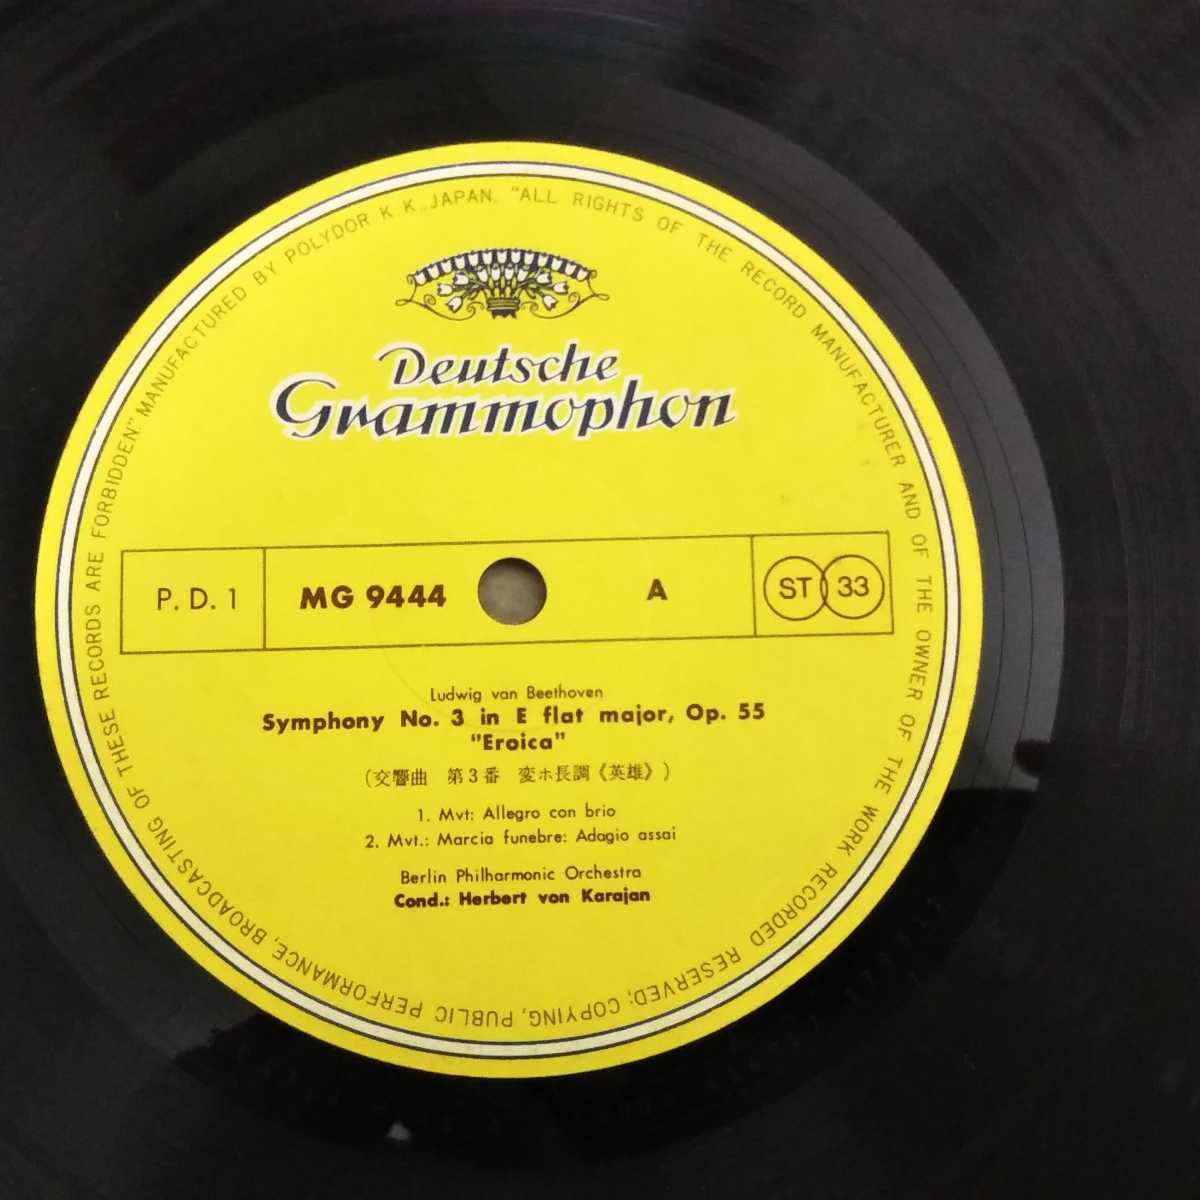 MANUFACTURED BY POLYDOR K.K., JAPAN. "ALL RIGHTS OF THE RECORD MANUFACTURER AND OF THE OWNER OF THE WORK RECORDED RESERVED; COPYING, PUBLIC PERFORMANCE, BROADCASTING OF THESE RECORDS ARE FORBIDDEN."
Deutsche
Grammophon
P. D. 1 MG 9444 A ST 33
Ludwig van Beethoven
Symphony No. 3 in E flat major, Op. 55
"Eroica"
(交響曲 第3番 変ホ長調《英雄》)
1. Mvt: Allegro con brio
2. Mvt.: Marcia funebre: Adagio assai
Berlin Philharmonic Orchestra
Cond.: Herbert von Karajan